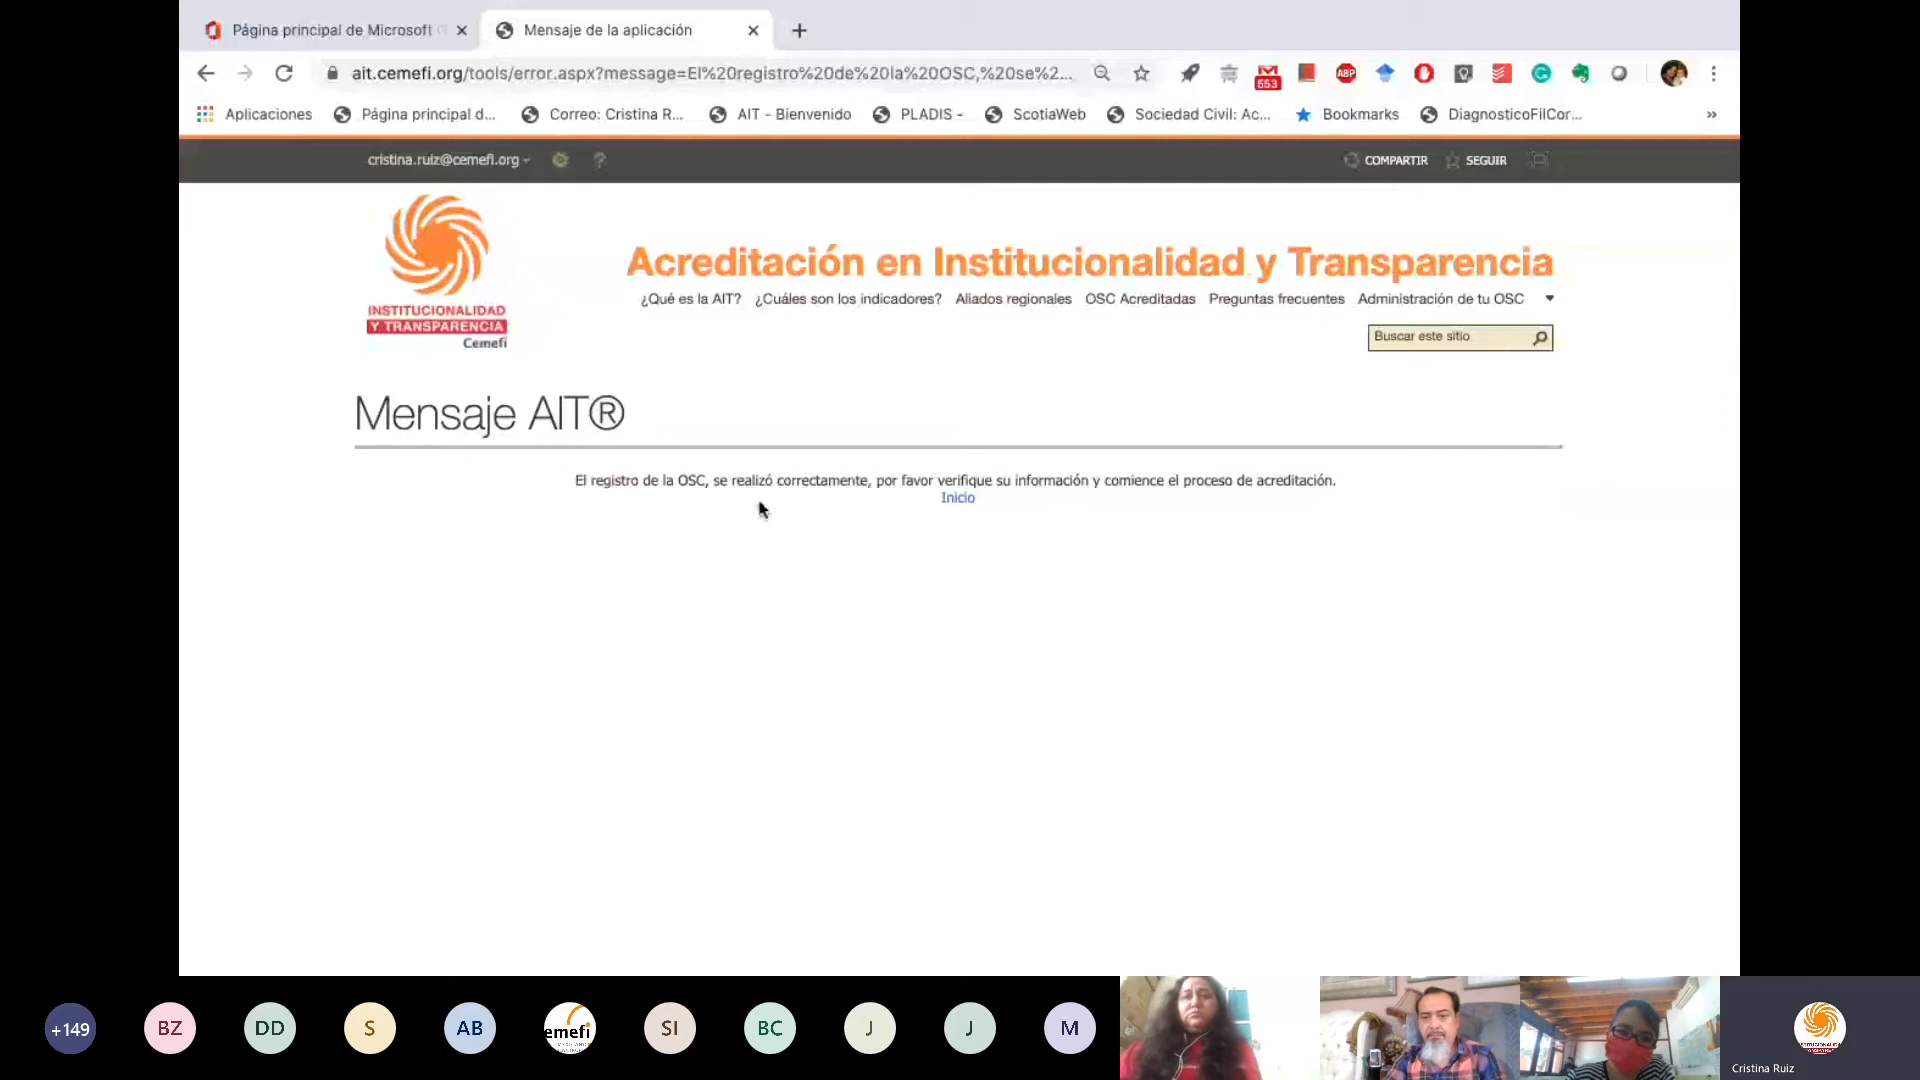 Página principal de Microsoft
Mensaje de la aplicación
ait.cemefi.org/tools/error.aspx?message=El%20registro%20de%20la%20OSC,%20se%2...
553
ABP
Aplicaciones
Página principal d...
Correo: Cristina R...
AIT - Bienvenido
PLADIS -
ScotiaWeb
Sociedad Civil: Ac...
Bookmarks
DiagnosticoFilCor...
»
cristina.ruiz@cemefi.org
?
COMPARTIR
SEGUIR
INSTITUCIONALIDAD
Y TRANSPARENCIA
Cemefi
Acreditación en Institucionalidad y Transparencia
¿Qué es la AIT? ¿Cuáles son los indicadores? Aliados regionales OSC Acreditadas Preguntas frecuentes Administración de tu OSC
Buscar este sitio
Mensaje AIT®
El registro de la OSC, se realizó correctamente, por favor verifique su información y comience el proceso de acreditación.
Inicio
+149
BZ
DD
S
AB
emefi
SI
BC
J
J
M
Cristina Ruiz